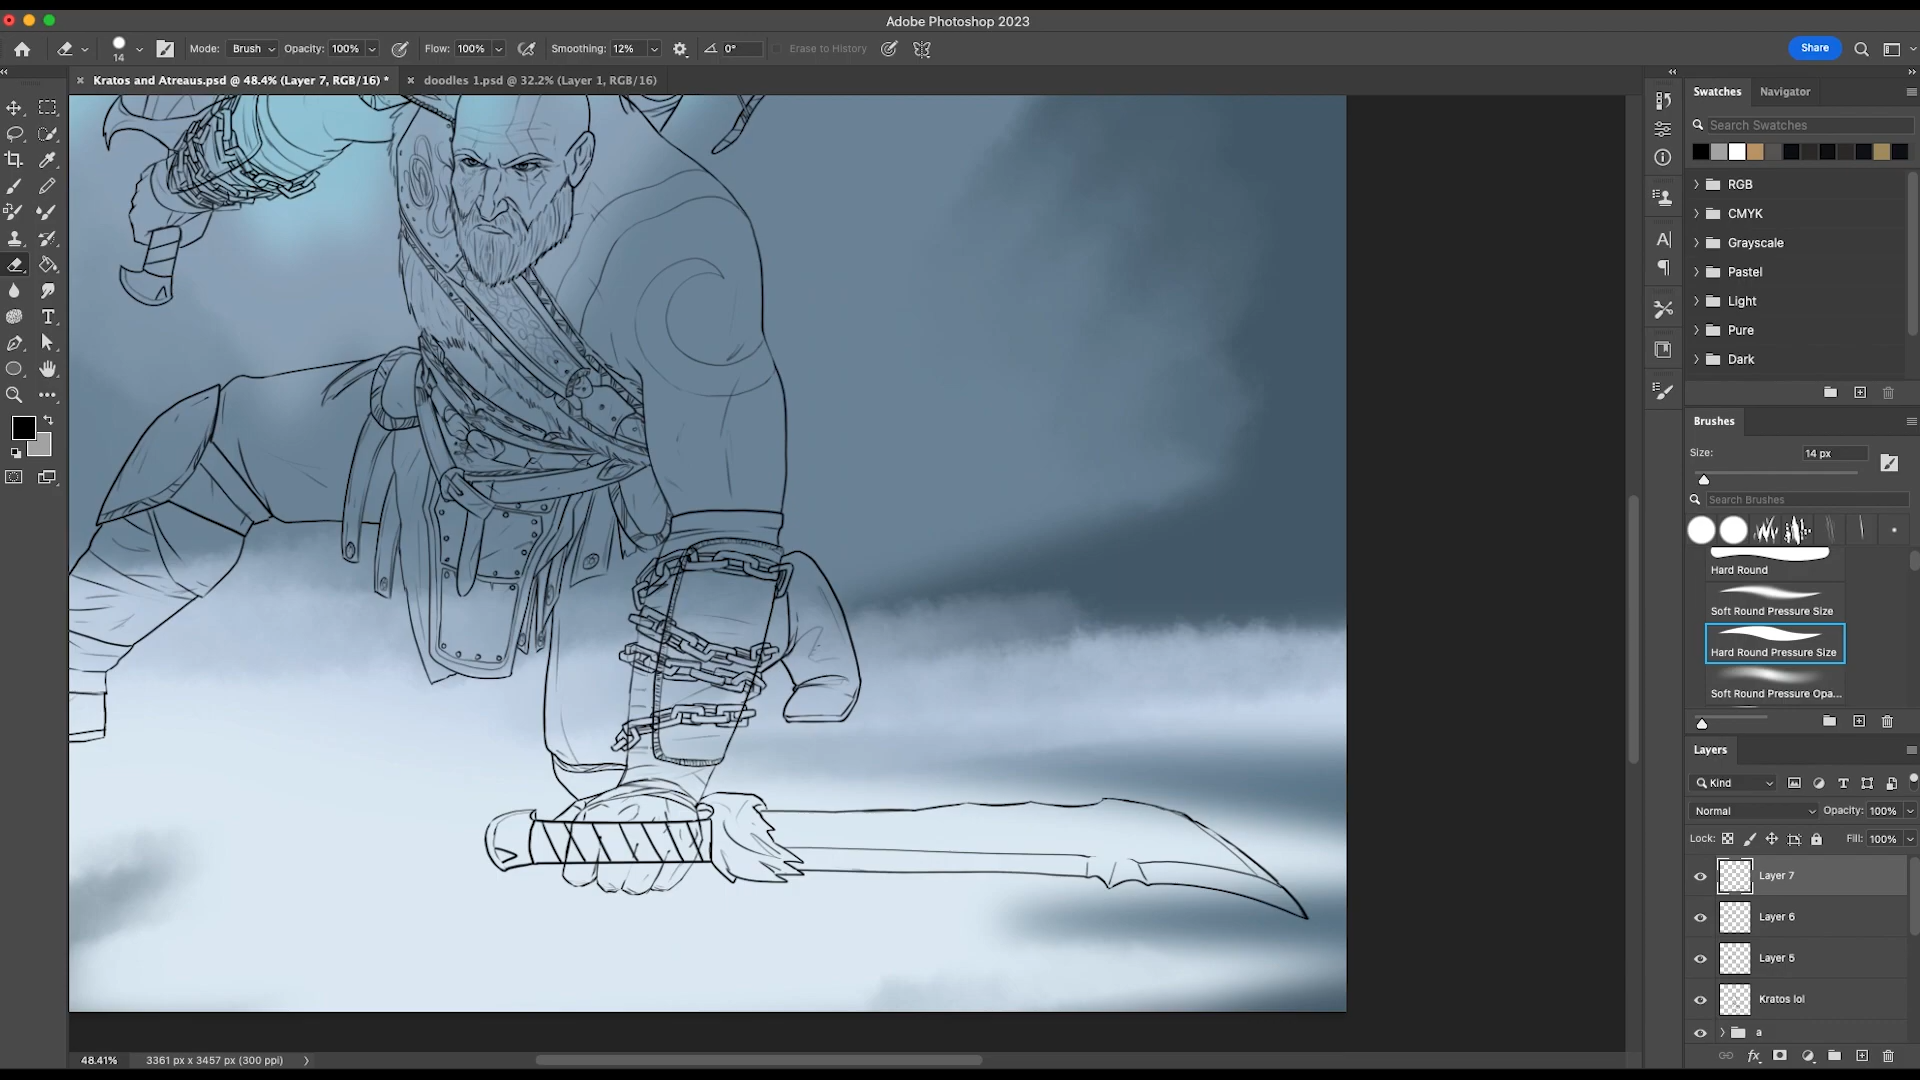 Adobe Photoshop 2023
14
Mode: Brush
Opacity: 100%
Flow: 100%
Smoothing: 12%
0°
Erase to History
Share
Kratos and Atreaus.psd @ 48.4% (Layer 7, RGB/16) *
doodles 1.psd @ 32.2% (Layer 1, RGB/16)
Swatches
Navigator
Search Swatches
RGB
CMYK
Grayscale
Pastel
Light
Pure
Dark
Brushes
Size:
14 px
Search Brushes
Hard Round
Soft Round Pressure Size
Hard Round Pressure Size
Soft Round Pressure Opa...
Layers
Kind
Normal
Opacity: 100%
Lock:
Fill: 100%
Layer 7
Layer 6
Layer 5
Kratos lol
a
fx
48.41%
3361 px x 3457 px (300 ppi)